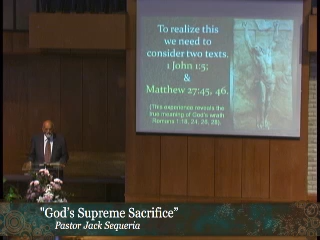 To realize this
we need to
consider two texts.
1 John 1:5;
&
Matthew 27:45, 46.
(This experience reveals the
true meaning of God's wrath
Romans 1:18, 24, 26, 28).
"God's Supreme Sacrifice"
Pastor Jack Sequeria